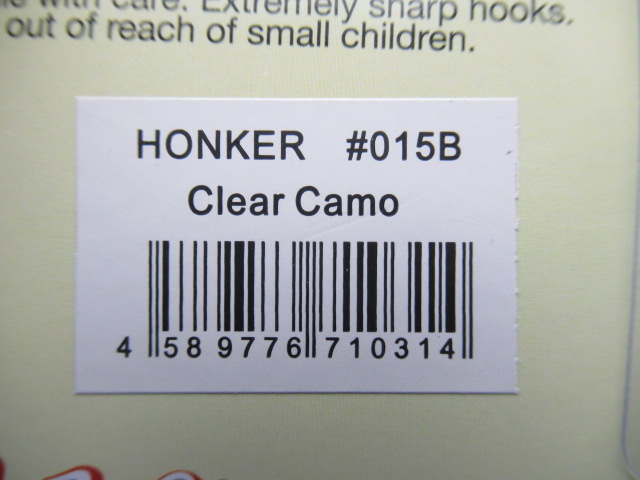 with care. Extremely sharp hooks.
out of reach of small children.
HONKER #015B
Clear Camo
4 589776 710314